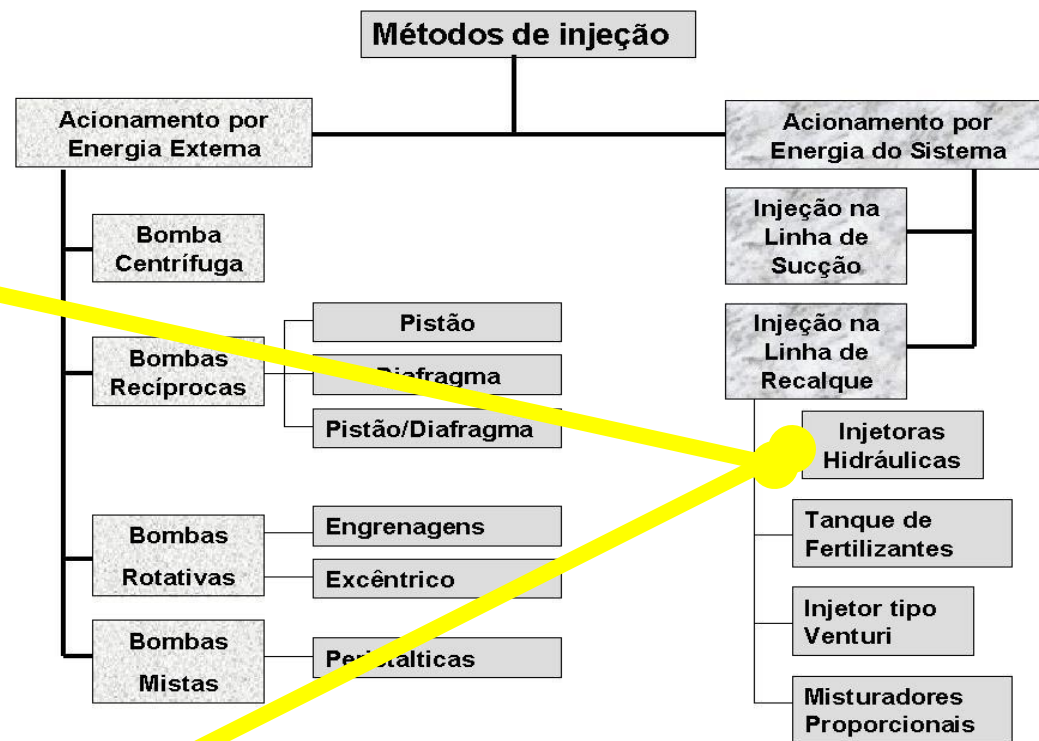 Métodos de injeção
Acionamento por
Energia Externa
Bomba
Centrífuga
Bombas
Recíprocas
Pistão
Diafragma
Pistão/Diafragma
Bombas
Rotativas
Engrenagens
Excêntrico
Bombas
Mistas
Peristalticas
Acionamento por
Energia do Sistema
Injeção na
Linha de
Sucção
Injeção na
Linha de
Recalque
Injetoras
Hidráulicas
Tanque de
Fertilizantes
Injetor tipo
Venturi
Misturadores
Proporcionais